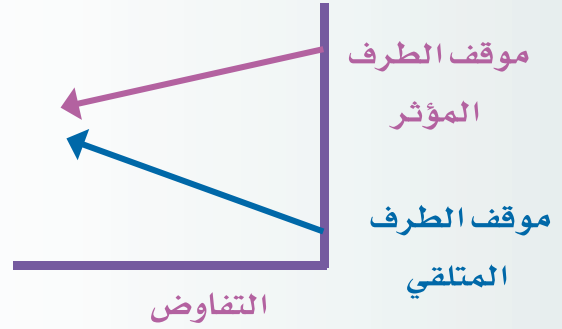 موقف الطرف
المؤثر
موقف الطرف
المتلقي
التفاوض